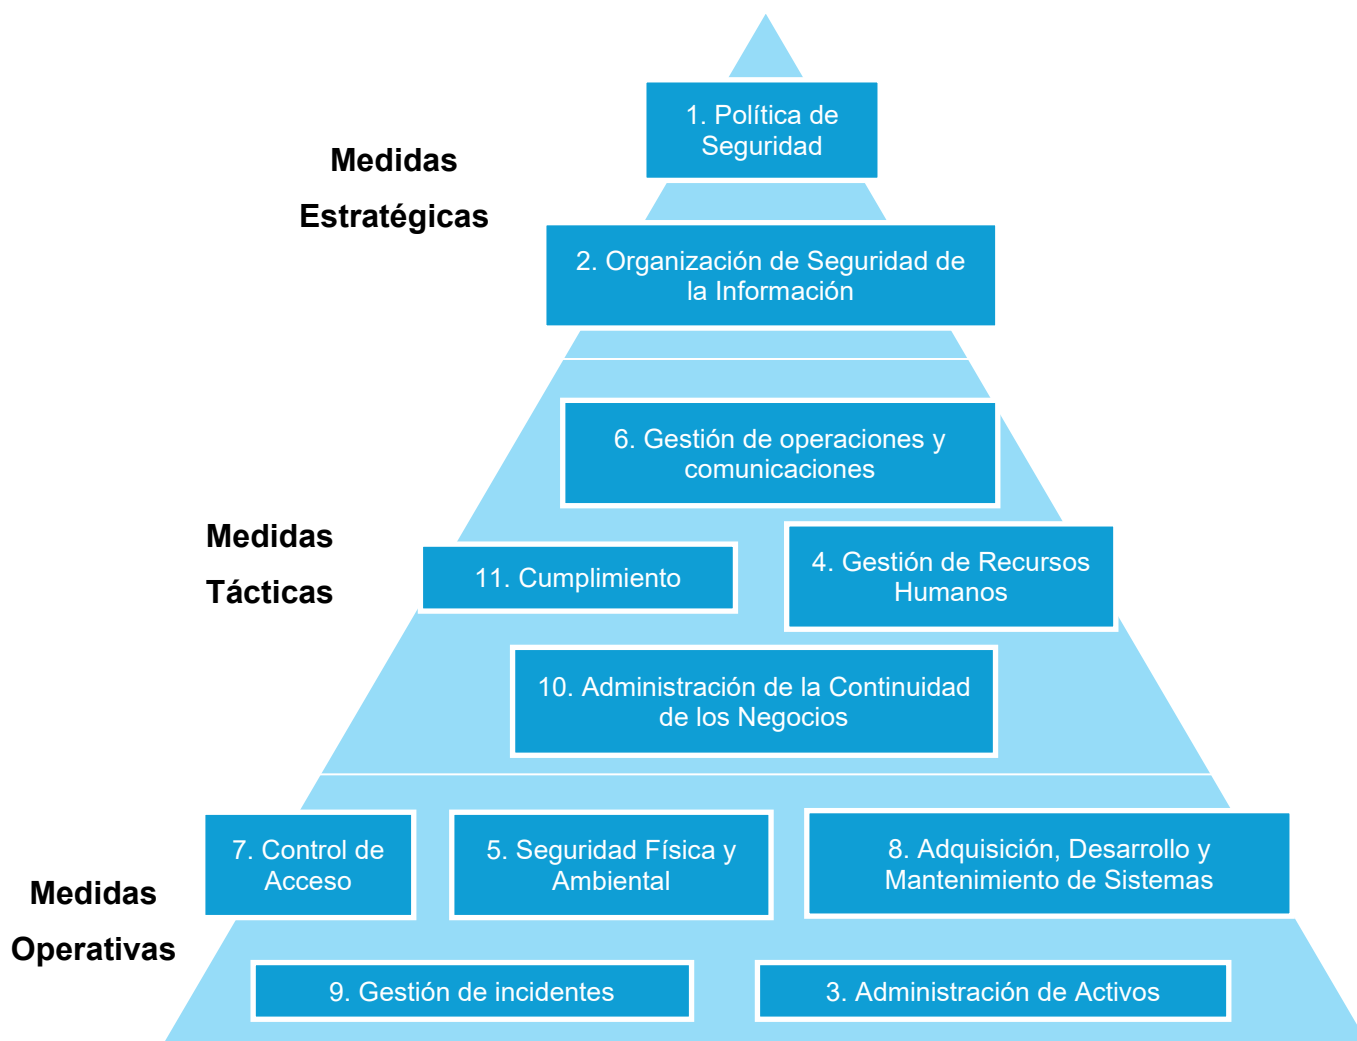 1. Política de
Seguridad
Medidas
Estratégicas
2. Organización de Seguridad de
la Información
6. Gestión de operaciones y
comunicaciones
Medidas
Tácticas
11. Cumplimiento
4. Gestión de Recursos
Humanos
10. Administración de la Continuidad
de los Negocios
7. Control de
Acceso
5. Seguridad Física y
Ambiental
8. Adquisición, Desarrollo y
Mantenimiento de Sistemas
Medidas
Operativas
9. Gestión de incidentes
3. Administración de Activos